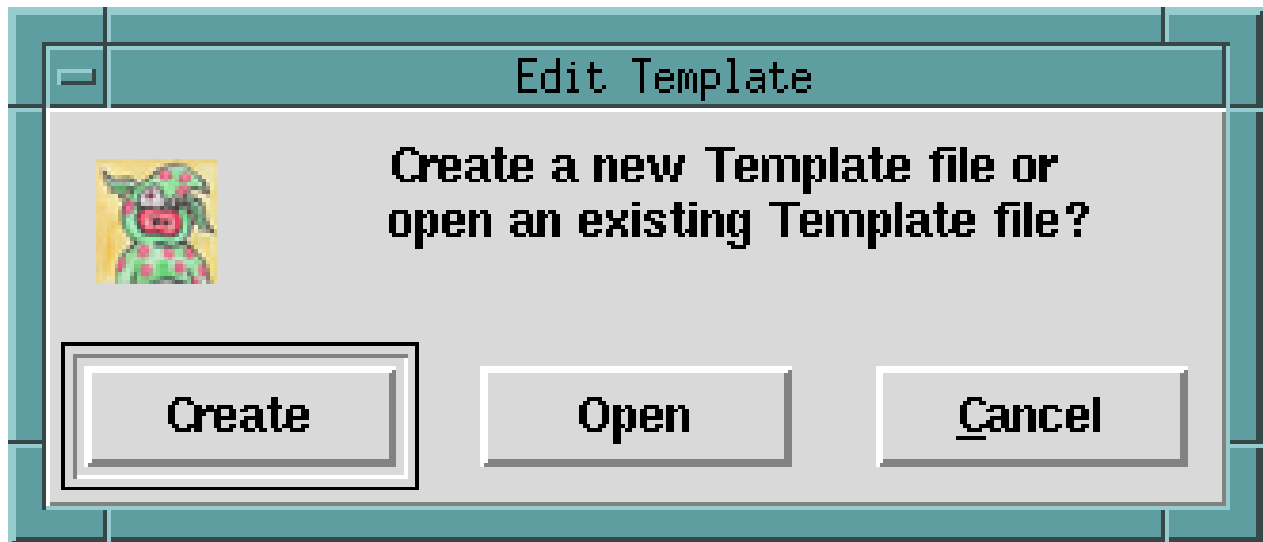 Edit Template
Create a new Template file or
open an existing Template file?
Create
Open
Cancel